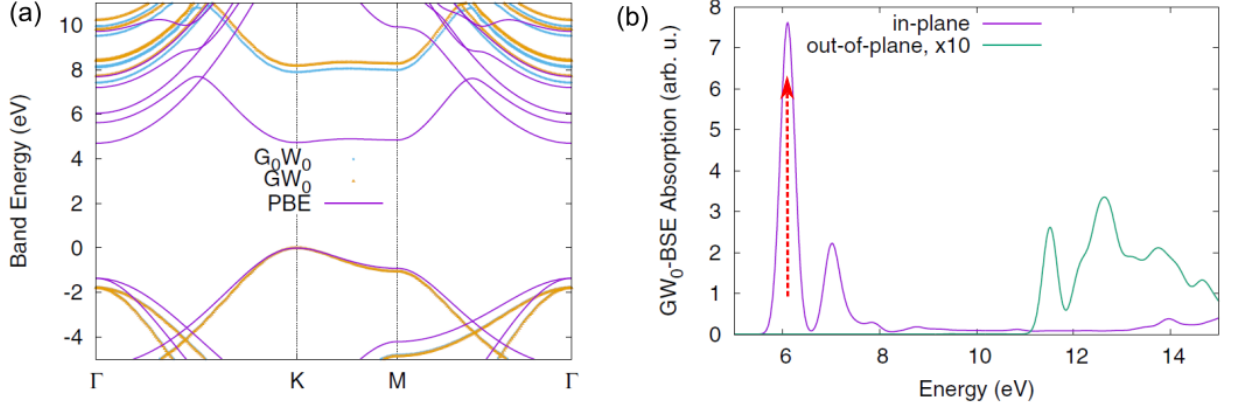 (a)
10
8
6
4
2
0
-2
-4
Band Energy (eV)
G₀W₀
GW₀
PBE
Γ
K
M
Γ
(b)
8
7
6
5
4
3
2
1
0
GW₀-BSE Absorption (arb. u.)
in-plane
out-of-plane, x10
6
8
10
12
14
Energy (eV)